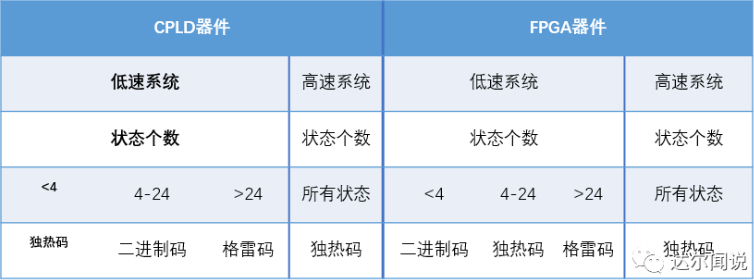 CPLD器件 FPGA器件
低速系统 高速系统 低速系统 高速系统
状态个数 状态个数 状态个数 状态个数
<4 4-24 >24 所有状态 <4 4-24 >24 所有状态
独热码 二进制码 格雷码 独热码 二进制码 独热码 格雷码 独热码
达尔闻说